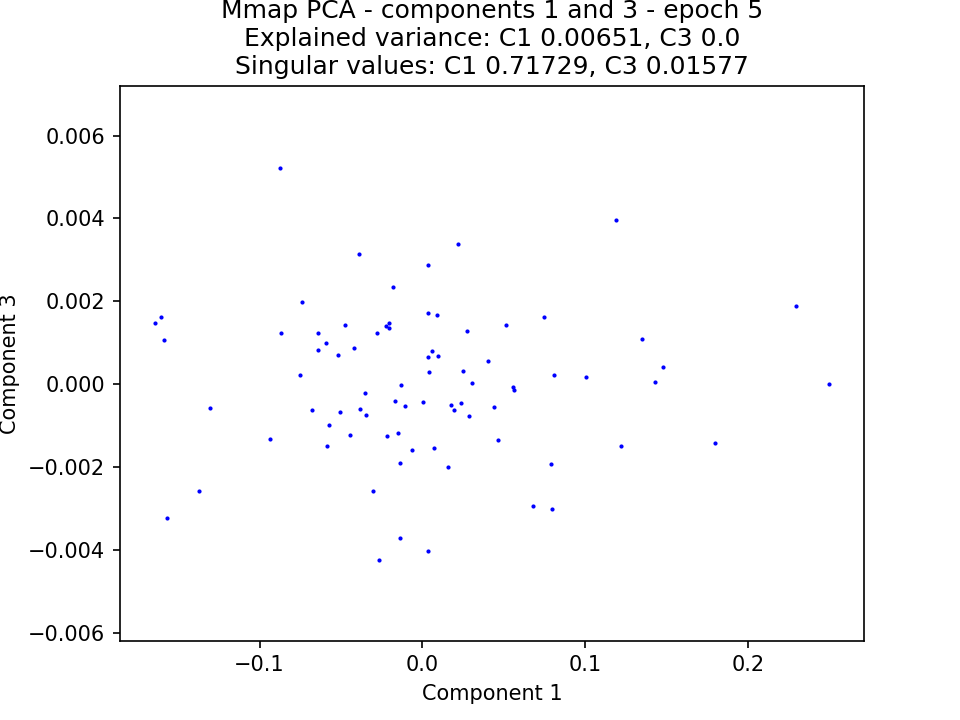 Mmap PCA - components 1 and 3 - epoch 5
Explained variance: C1 0.00651, C3 0.0
Singular values: C1 0.71729, C3 0.01577
0.006
0.004
0.002
0.000
−0.002
−0.004
−0.006
Component 3
−0.1
0.0
0.1
0.2
Component 1